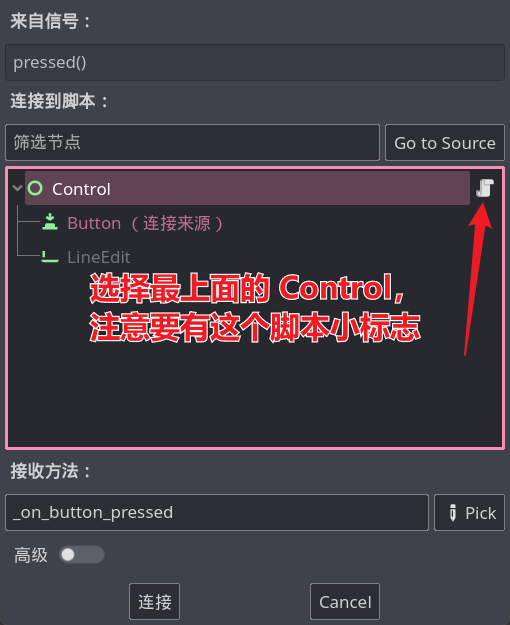 来自信号：
pressed()
连接到脚本：
筛选节点
Go to Source
Control
Button （连接来源）
LineEdit
选择最上面的 Control，
注意要有这个脚本小标志
接收方法：
_on_button_pressed
Pick
高级
连接
Cancel